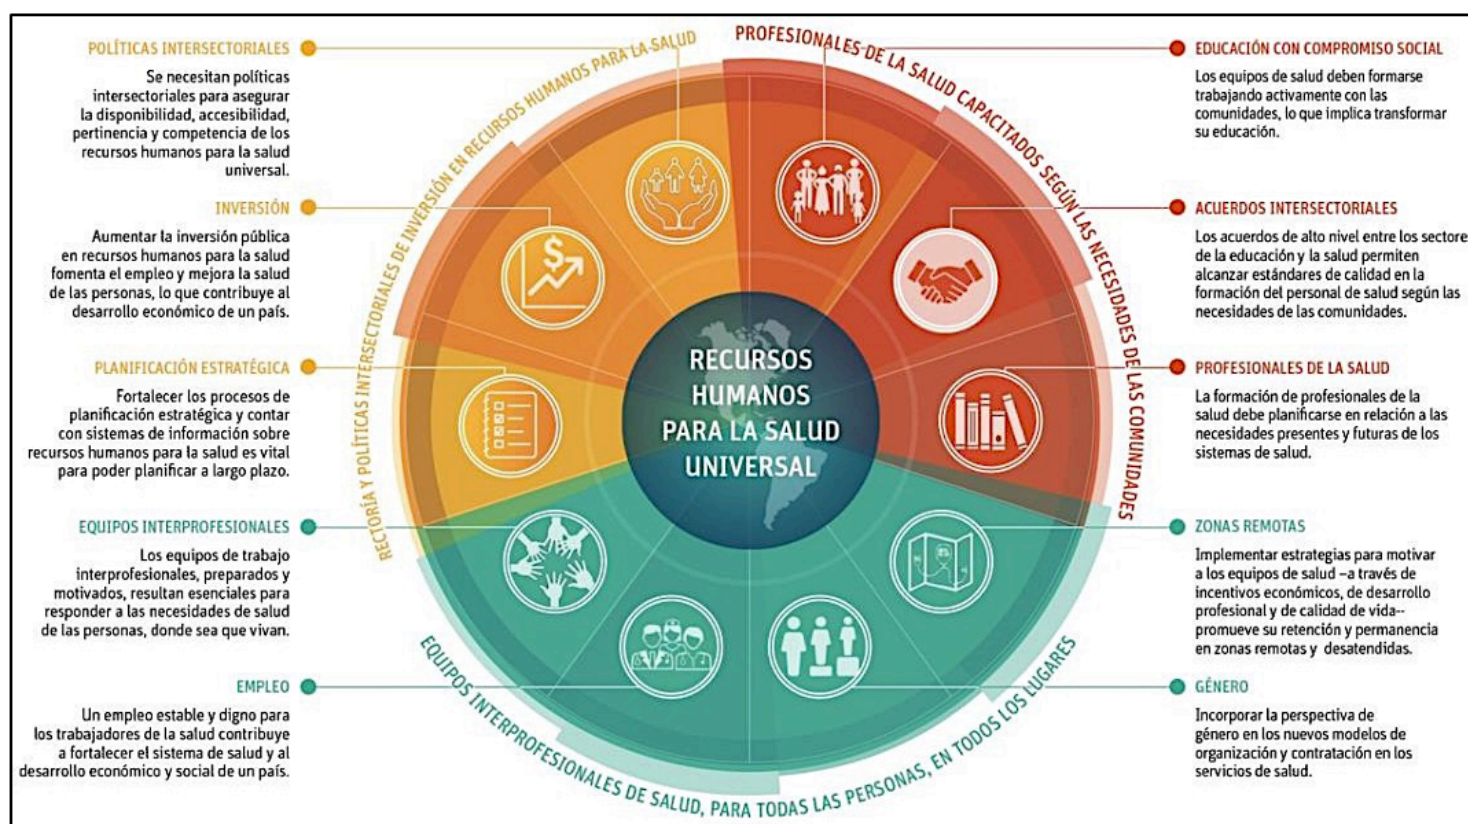 POLÍTICAS INTERSECTORIALES
Se necesitan políticas
intersectoriales para asegurar
la disponibilidad, accesibilidad,
pertinencia y competencia de los
recursos humanos para la salud
universal.
INVERSIÓN
Aumentar la inversión pública
en recursos humanos para la salud
fomenta el empleo y mejora la salud
de las personas, lo que contribuye al
desarrollo económico de un país.
PLANIFICACIÓN ESTRATÉGICA
Fortalecer los procesos de
planificación estratégica y contar
con sistemas de información sobre
recursos humanos para la salud es vital
para poder planificar a largo plazo.
EQUIPOS INTERPROFESIONALES
Los equipos de trabajo
interprofesionales, preparados y
motivados, resultan esenciales para
responder a las necesidades de salud
de las personas, donde sea que vivan.
EMPLEO
Un empleo estable y digno para
los trabajadores de la salud contribuye
a fortalecer el sistema de salud y al
desarrollo económico y social de un país.
RECTORÍA Y POLÍTICAS INTERSECTORIALES DE INVERSIÓN EN RECURSOS HUMANOS PARA LA SALUD
PROFESIONALES DE LA SALUD CAPACITADOS SEGÚN LAS NECESIDADES DE LAS COMUNIDADES
EQUIPOS INTERPROFESIONALES DE SALUD, PARA TODAS LAS PERSONAS, EN TODOS LOS LUGARES
$
RECURSOS
HUMANOS
PARA LA SALUD
UNIVERSAL
EDUCACIÓN CON COMPROMISO SOCIAL
Los equipos de salud deben formarse
trabajando activamente con las
comunidades, lo que implica transformar
su educación.
ACUERDOS INTERSECTORIALES
Los acuerdos de alto nivel entre los sectore
de la educación y la salud permiten
alcanzar estándares de calidad en la
formación del personal de salud según las
necesidades de las comunidades.
PROFESIONALES DE LA SALUD
La formación de profesionales de la
salud debe planificarse en relación a las
necesidades presentes y futuras de los
sistemas de salud.
ZONAS REMOTAS
Implementar estrategias para motivar
a los equipos de salud –a través de
incentivos económicos, de desarrollo
profesional y de calidad de vida--
promueve su retención y permanencia
en zonas remotas y desatendidas.
GÉNERO
Incorporar la perspectiva de
género en los nuevos modelos de
organización y contratación en los
servicios de salud.